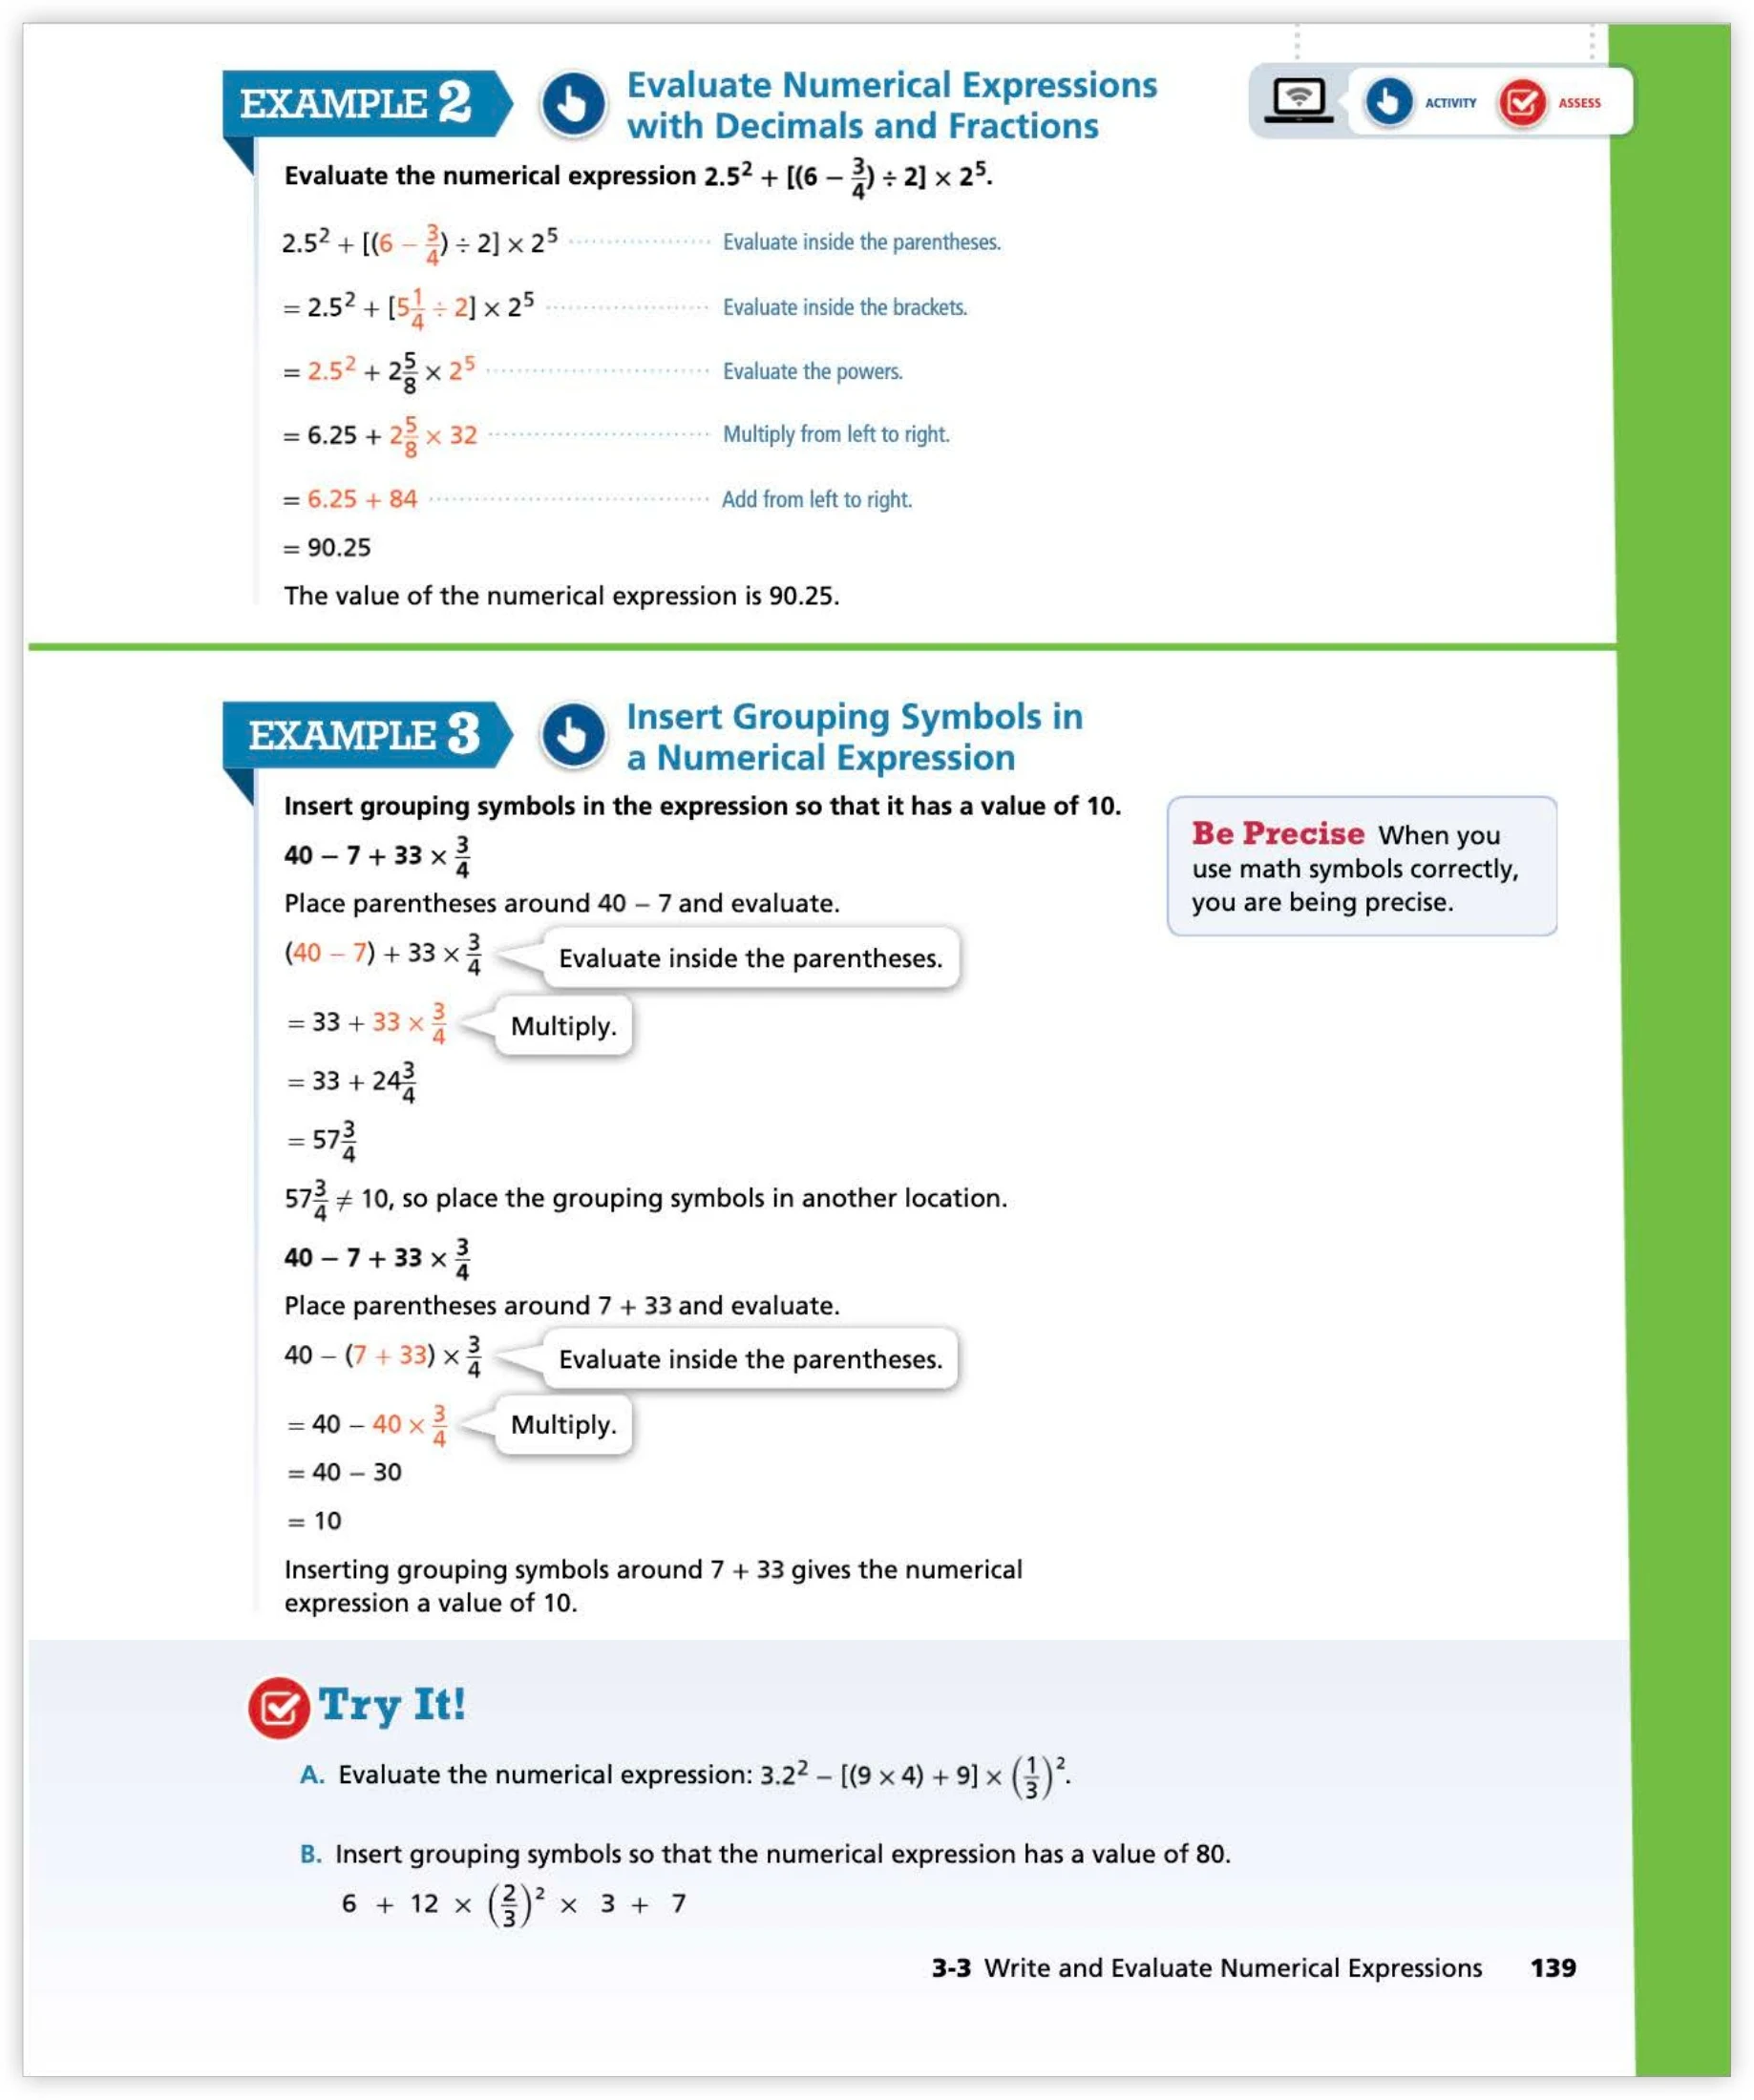 EXAMPLE 2
Evaluate Numerical Expressions
with Decimals and Fractions
ACTIVITY ASSESS
Evaluate the numerical expression 2.5² + [(6 − 3/4) ÷ 2] × 2⁵.
2.5² + [(6 − 3/4) ÷ 2] × 2⁵ Evaluate inside the parentheses.
= 2.5² + [5 1/4 ÷ 2] × 2⁵ Evaluate inside the brackets.
= 2.5² + 2 5/8 × 2⁵ Evaluate the powers.
= 6.25 + 2 5/8 × 32 Multiply from left to right.
= 6.25 + 84 Add from left to right.
= 90.25
The value of the numerical expression is 90.25.
EXAMPLE 3
Insert Grouping Symbols in
a Numerical Expression
Insert grouping symbols in the expression so that it has a value of 10.
40 − 7 + 33 × 3/4
Place parentheses around 40 − 7 and evaluate.
(40 − 7) + 33 × 3/4 Evaluate inside the parentheses.
= 33 + 33 × 3/4 Multiply.
= 33 + 24 3/4
= 57 3/4
57 3/4 ≠ 10, so place the grouping symbols in another location.
40 − 7 + 33 × 3/4
Place parentheses around 7 + 33 and evaluate.
40 − (7 + 33) × 3/4 Evaluate inside the parentheses.
= 40 − 40 × 3/4 Multiply.
= 40 − 30
= 10
Inserting grouping symbols around 7 + 33 gives the numerical
expression a value of 10.
Be Precise When you
use math symbols correctly,
you are being precise.
Try It!
A. Evaluate the numerical expression: 3.2² − [(9 × 4) + 9] × (1/3)².
B. Insert grouping symbols so that the numerical expression has a value of 80.
6 + 12 × (2/3)² × 3 + 7
3-3 Write and Evaluate Numerical Expressions 139